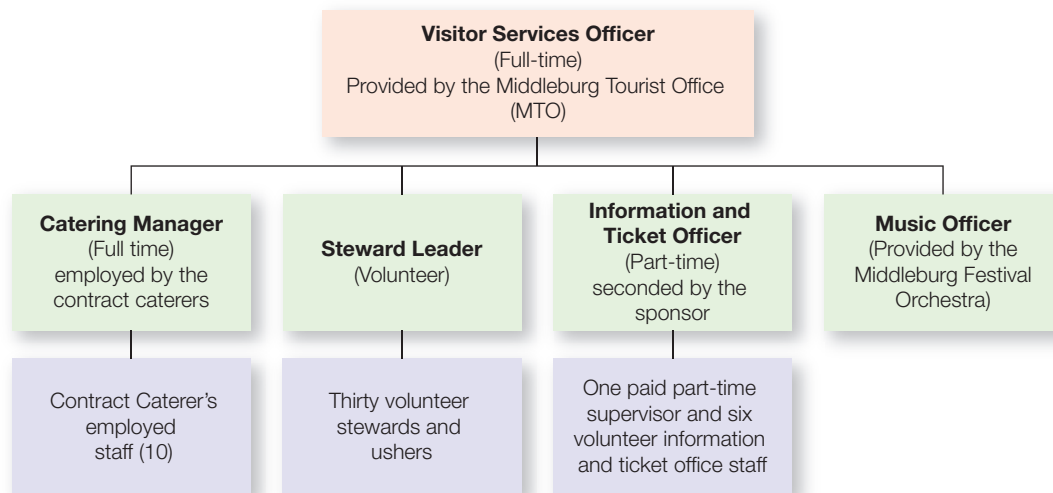 Visitor Services Officer
(Full-time)
Provided by the Middleburg Tourist Office
(MTO)
Catering Manager
(Full time)
employed by the
contract caterers
Steward Leader
(Volunteer)
Information and
Ticket Officer
(Part-time)
seconded by the
sponsor
Music Officer
(Provided by the
Middleburg Festival
Orchestra)
Contract Caterer’s
employed
staff (10)
Thirty volunteer
stewards and
ushers
One paid part-time
supervisor and six
volunteer information
and ticket office staff